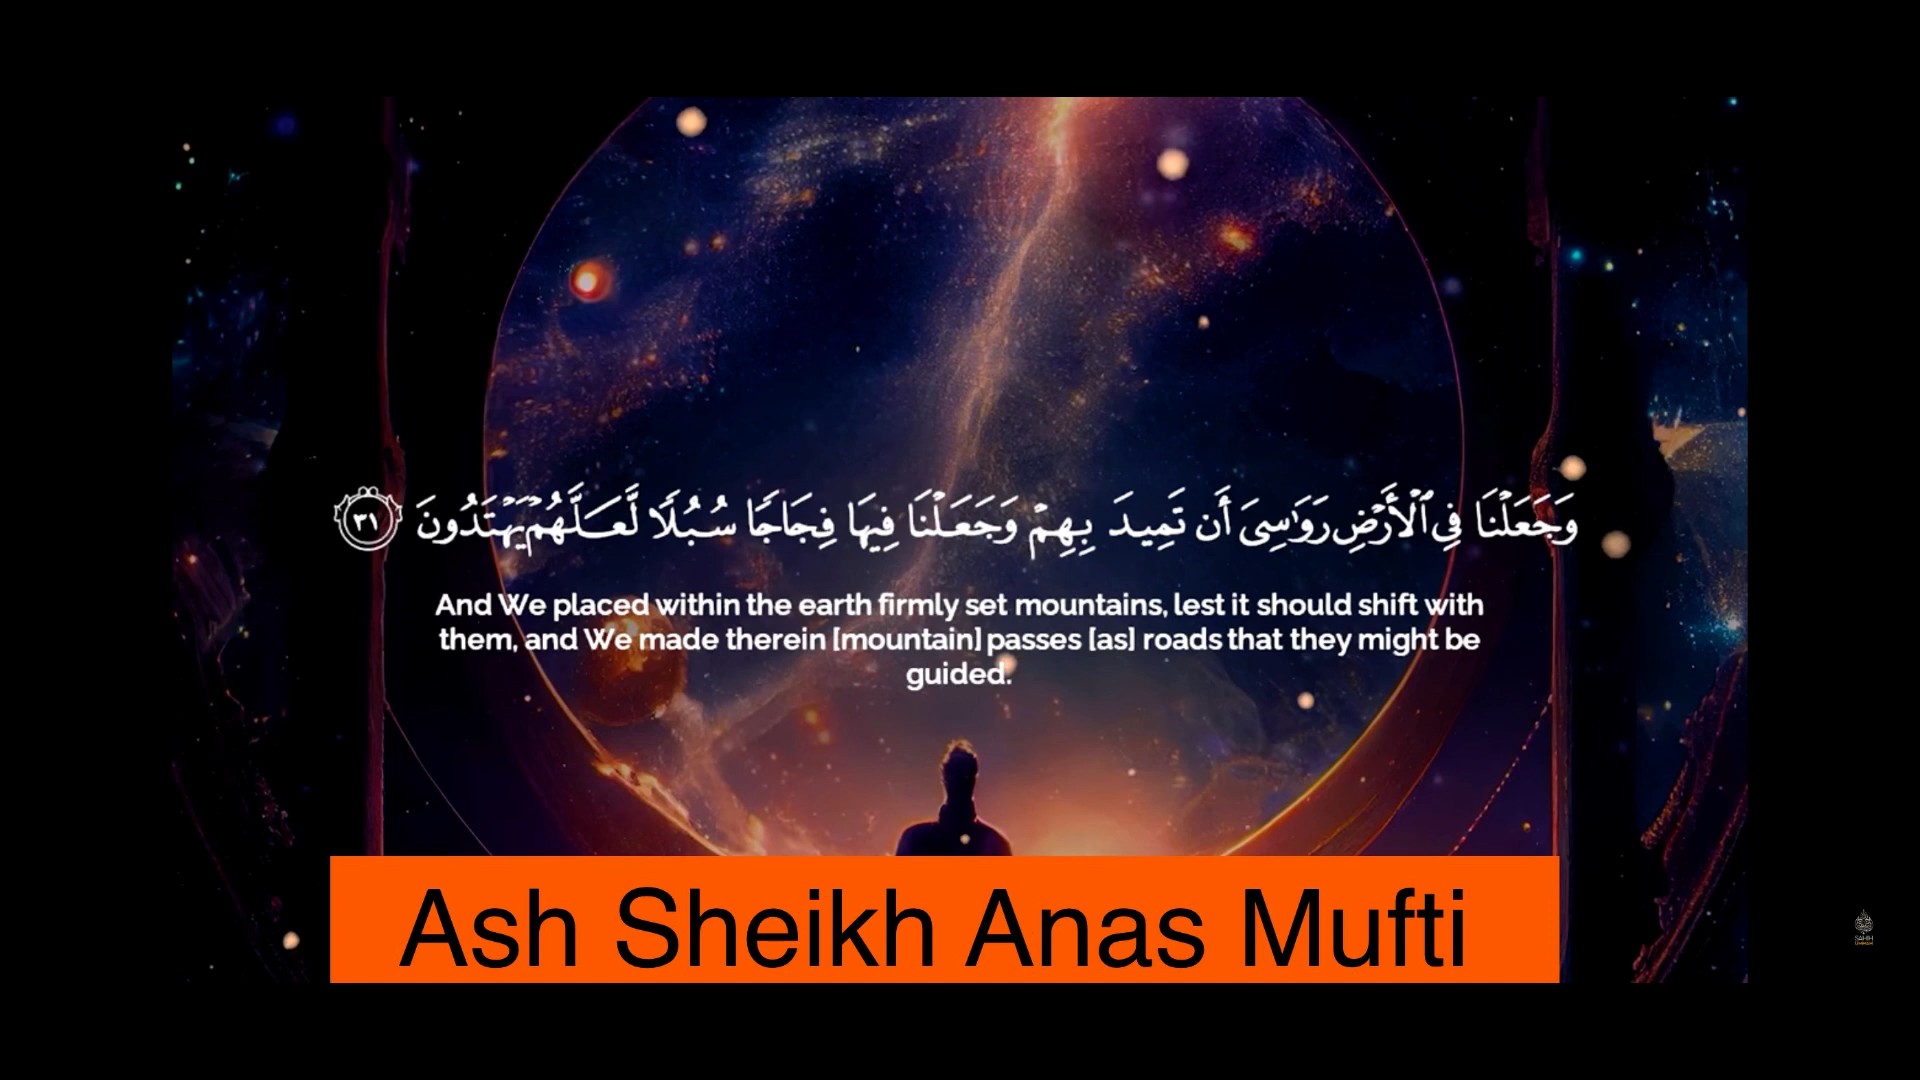 وَجَعَلْنَا فِى ٱلْأَرْضِ رَوَٰسِىَ أَن تَمِيدَ بِهِمْ وَجَعَلْنَا فِيهَا فِجَاجًا سُبُلًا لَّعَلَّهُمْ يَهْتَدُونَ ٣١
And We placed within the earth firmly set mountains, lest it should shift with
them, and We made therein [mountain] passes [as] roads that they might be
guided.
Ash Sheikh Anas Mufti
SAHIH